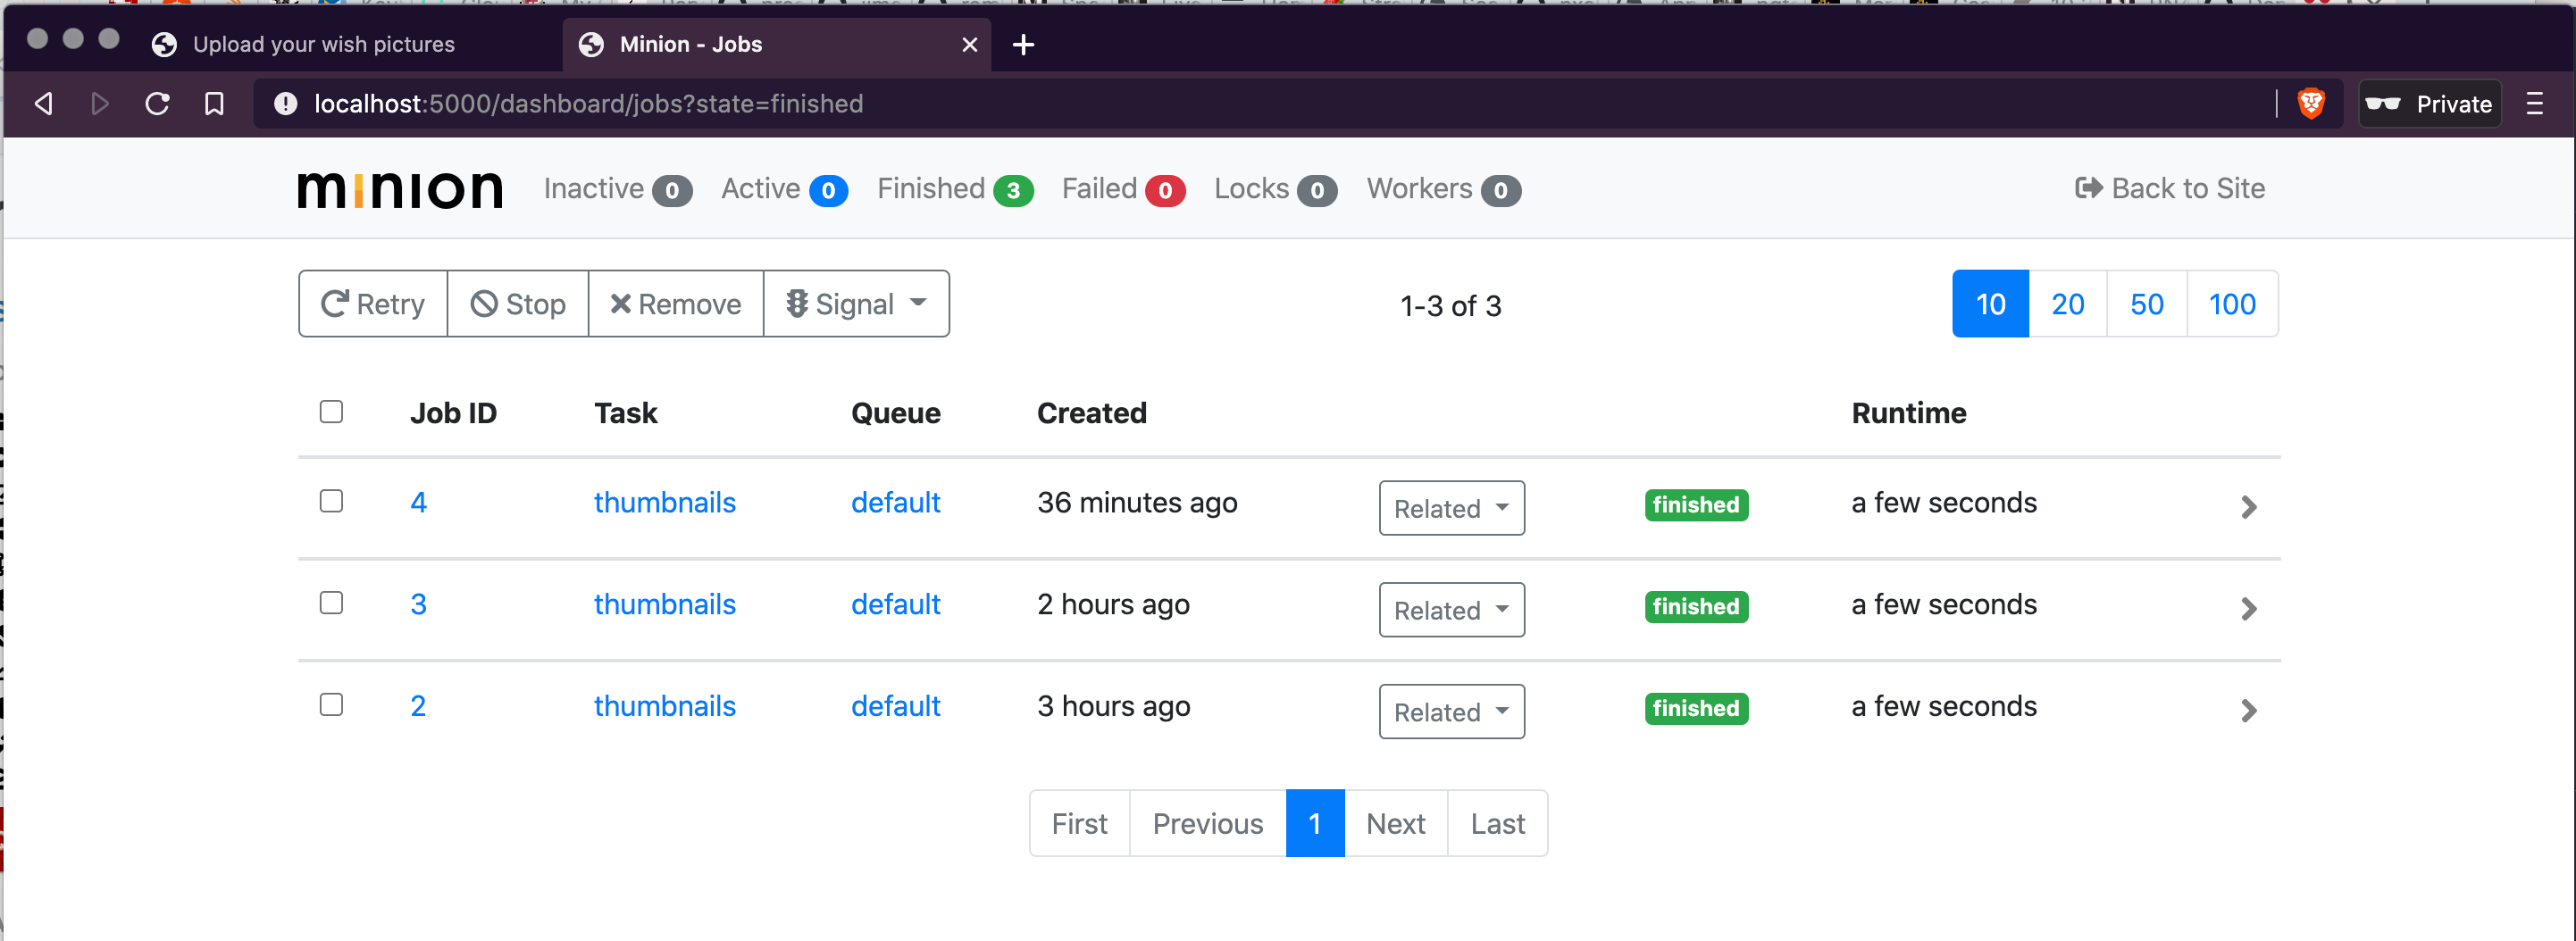 Upload your wish pictures
Minion - Jobs
localhost:5000/dashboard/jobs?state=finished
Private
minion
Inactive 0
Active 0
Finished 3
Failed 0
Locks 0
Workers 0
Back to Site
Retry
Stop
Remove
Signal
1-3 of 3
10 20 50 100
Job ID Task Queue Created Runtime
4 thumbnails default 36 minutes ago Related finished a few seconds
3 thumbnails default 2 hours ago Related finished a few seconds
2 thumbnails default 3 hours ago Related finished a few seconds
First Previous 1 Next Last